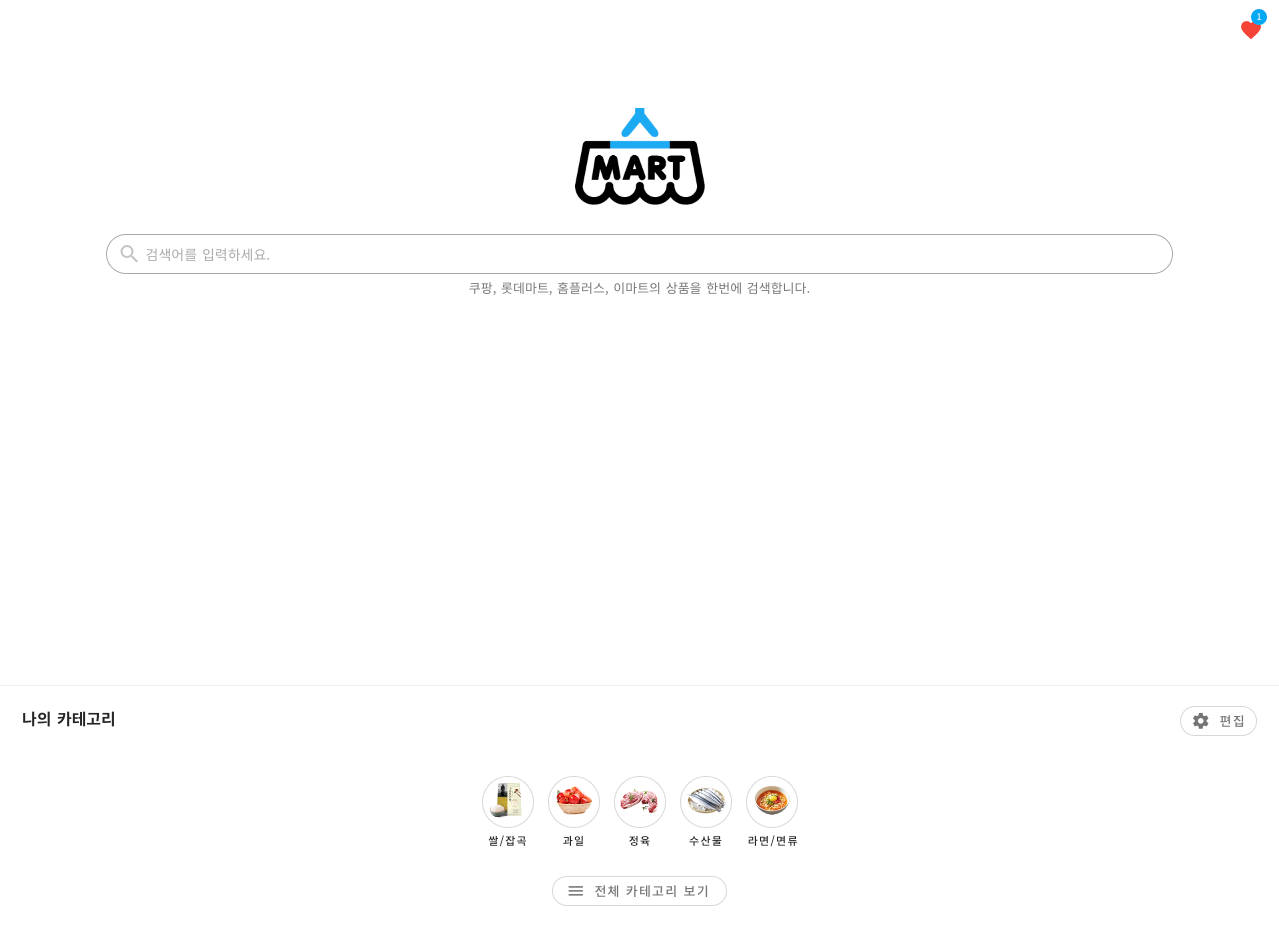 1
MART
검색어를 입력하세요.
쿠팡, 롯데마트, 홈플러스, 이마트의 상품을 한번에 검색합니다.
나의 카테고리
편집
쌀/잡곡 과일 정육 수산물 라면/면류
전체 카테고리 보기